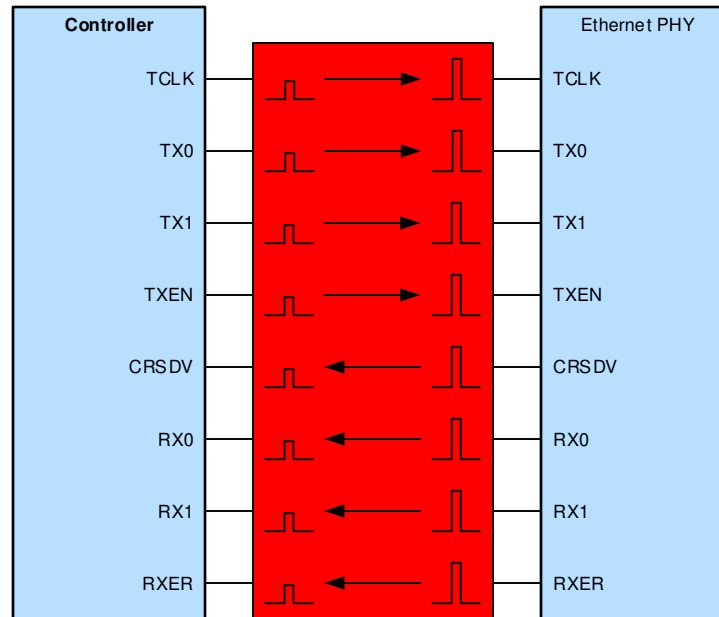 Controller
Ethernet PHY
TCLK
TCLK
TX0
TX0
TX1
TX1
TXEN
TXEN
CRSDV
CRSDV
RX0
RX0
RX1
RX1
RXER
RXER